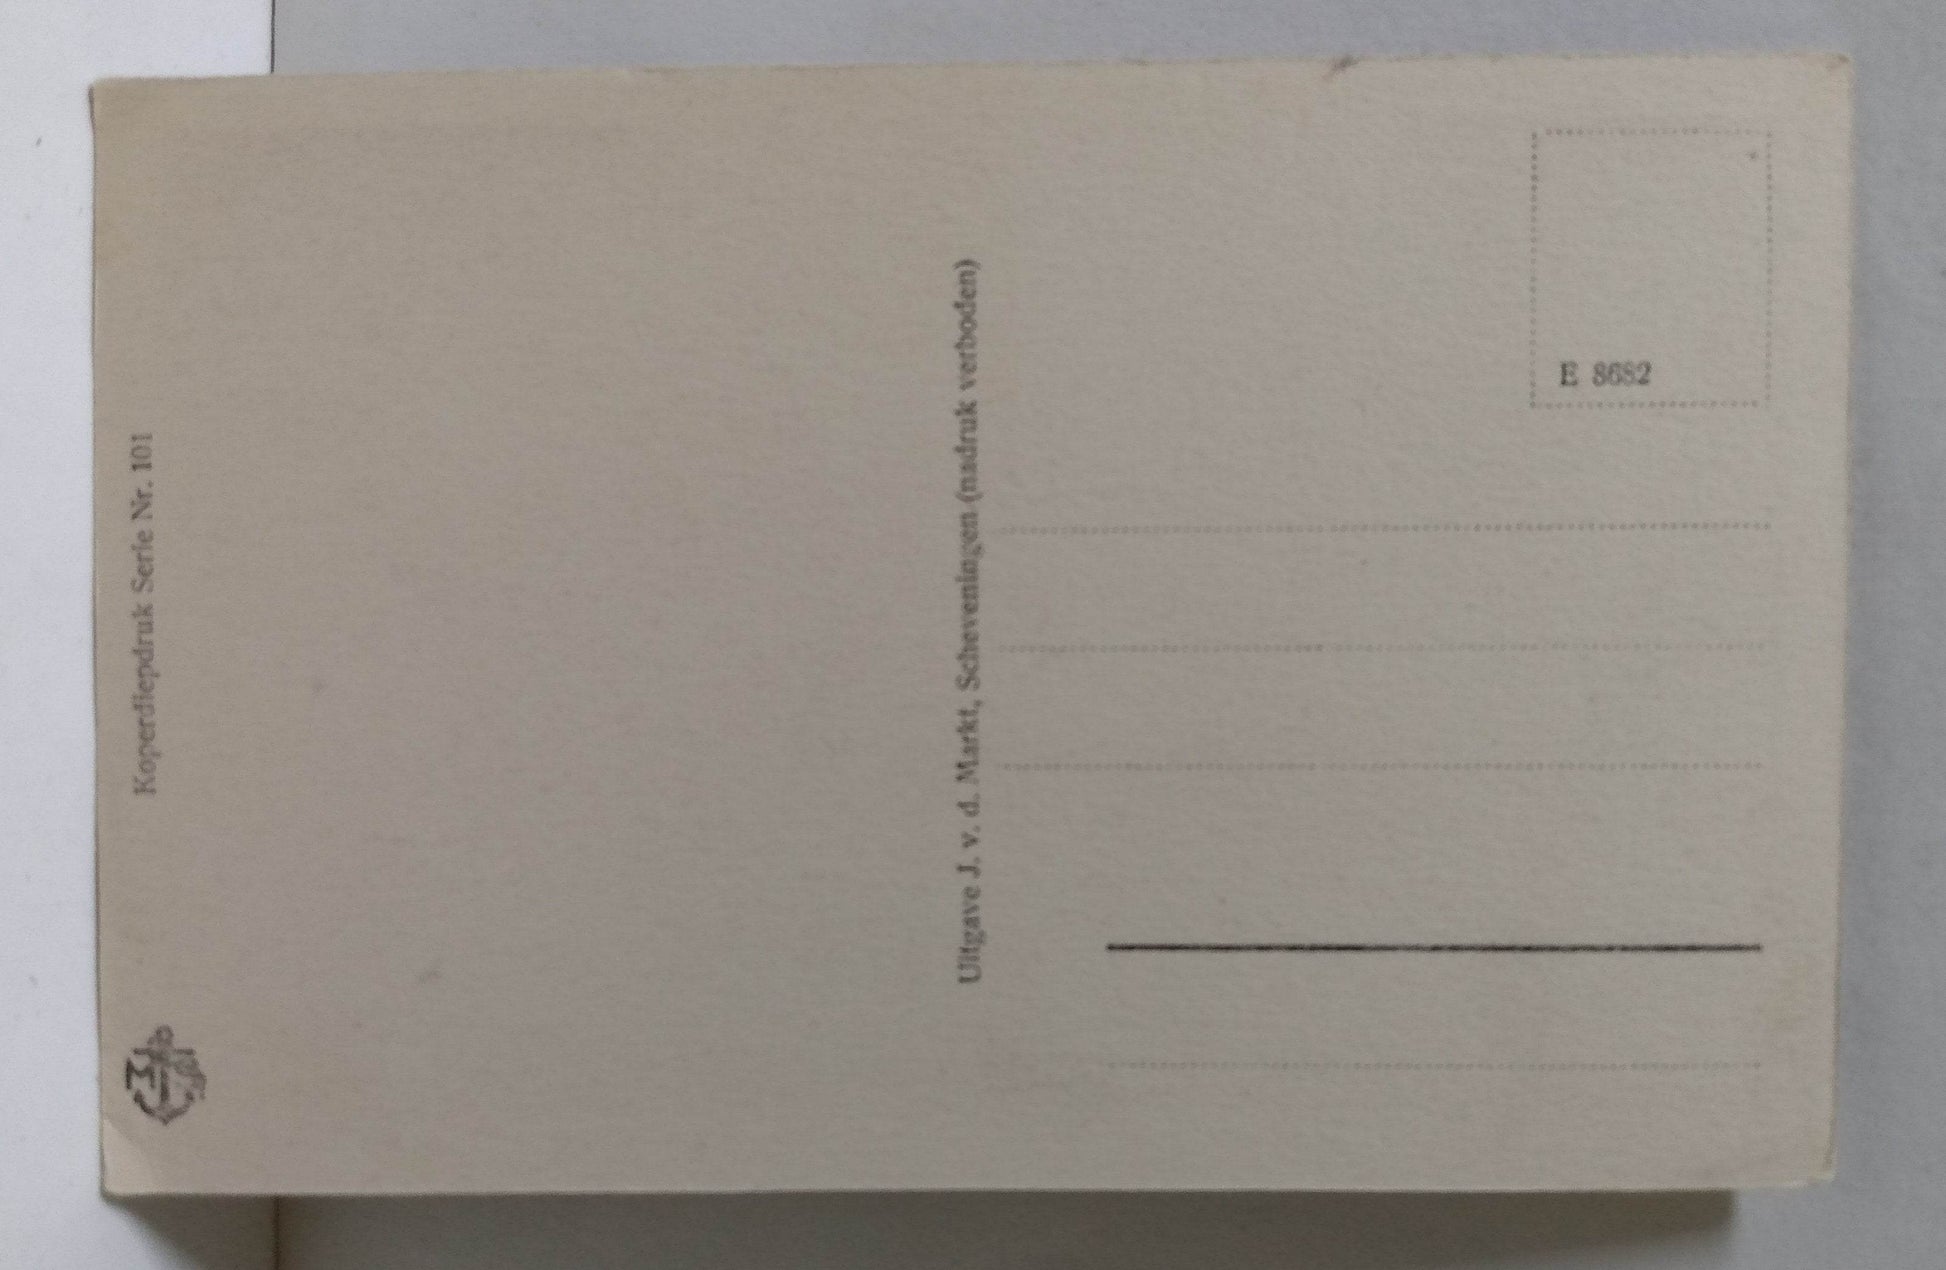 Koperdiepdruk Serie Nr. 101
Uitgave J. v. d. Markt, Scheveningen (nadruk verboden)
E 8682